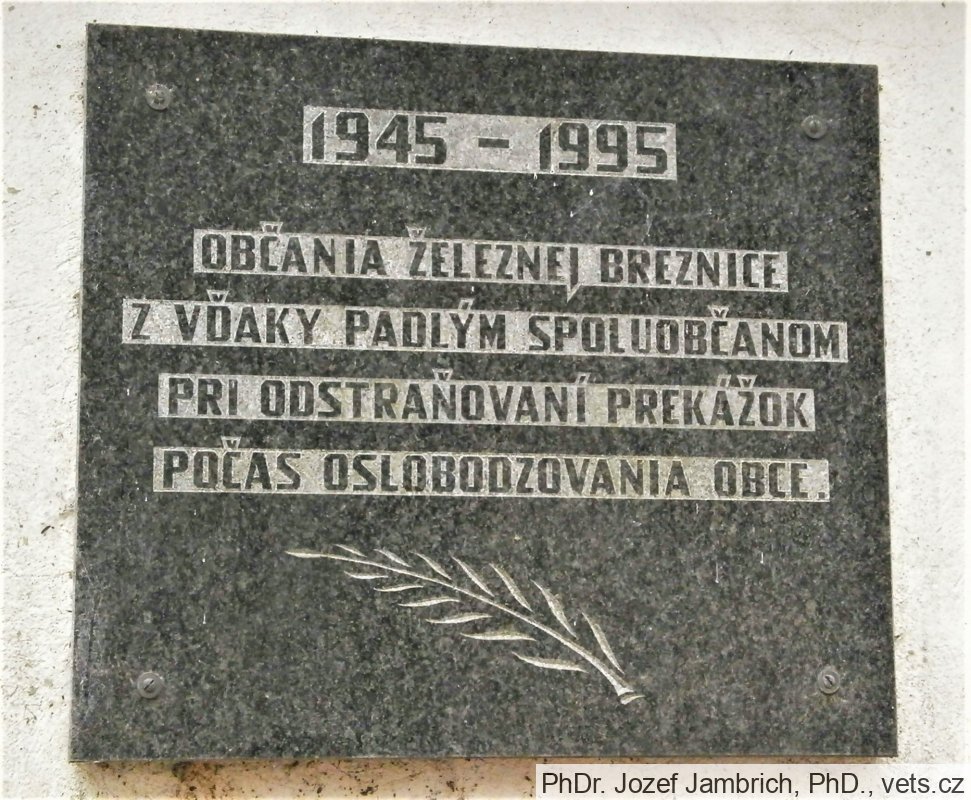 1945 - 1995
OBČANIA ŽELEZNEJ BREZNICE
Z VĎAKY PADLÝM SPOLUOBČANOM
PRI ODSTRAŇOVANÍ PREKÁŽOK
POČAS OSLOBODZOVANIA OBCE.
PhDr. Jozef Jambrich, PhD., vets.cz